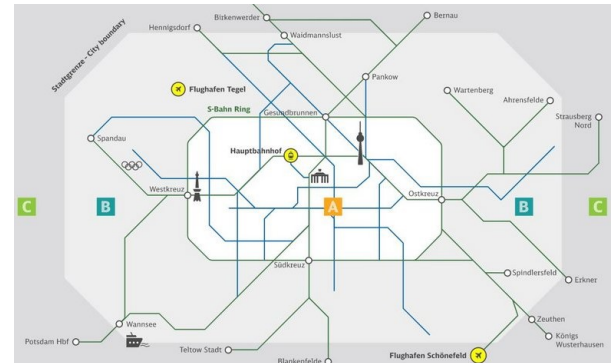 Birkenwerder
Bernau
Hennigsdorf
Waidmannslust
Stadtgrenze - City boundary
Pankow
Flughafen Tegel
Wartenberg
Ahrensfelde
S-Bahn Ring
Gesundbrunnen
Strausberg
Nord
Spandau
Hauptbahnhof
Westkreuz
Ostkreuz
C
B
A
B
C
Südkreuz
Spindlersfeld
Erkner
Wannsee
Zeuthen
Potsdam Hbf
Teltow Stadt
Königs
Wusterhausen
Flughafen Schönefeld
Blankenfelde